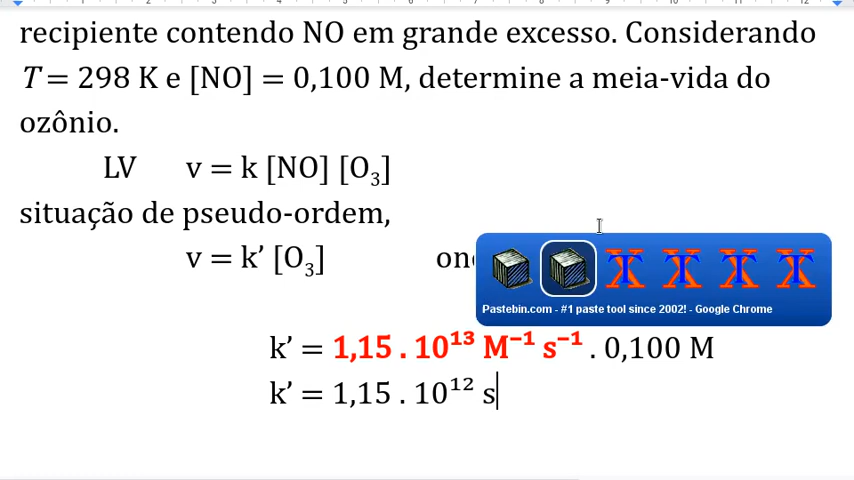 recipiente contendo NO em grande excesso. Considerando
T = 298 K e [NO] = 0,100 M, determine a meia-vida do
ozônio.
LV v = k [NO] [O₃]
situação de pseudo-ordem,
v = k’ [O₃]
Pastebin.com - #1 paste tool since 2002! - Google Chrome
k’ = 1,15 . 10¹³ M⁻¹ s⁻¹ . 0,100 M
k’ = 1,15 . 10¹² s